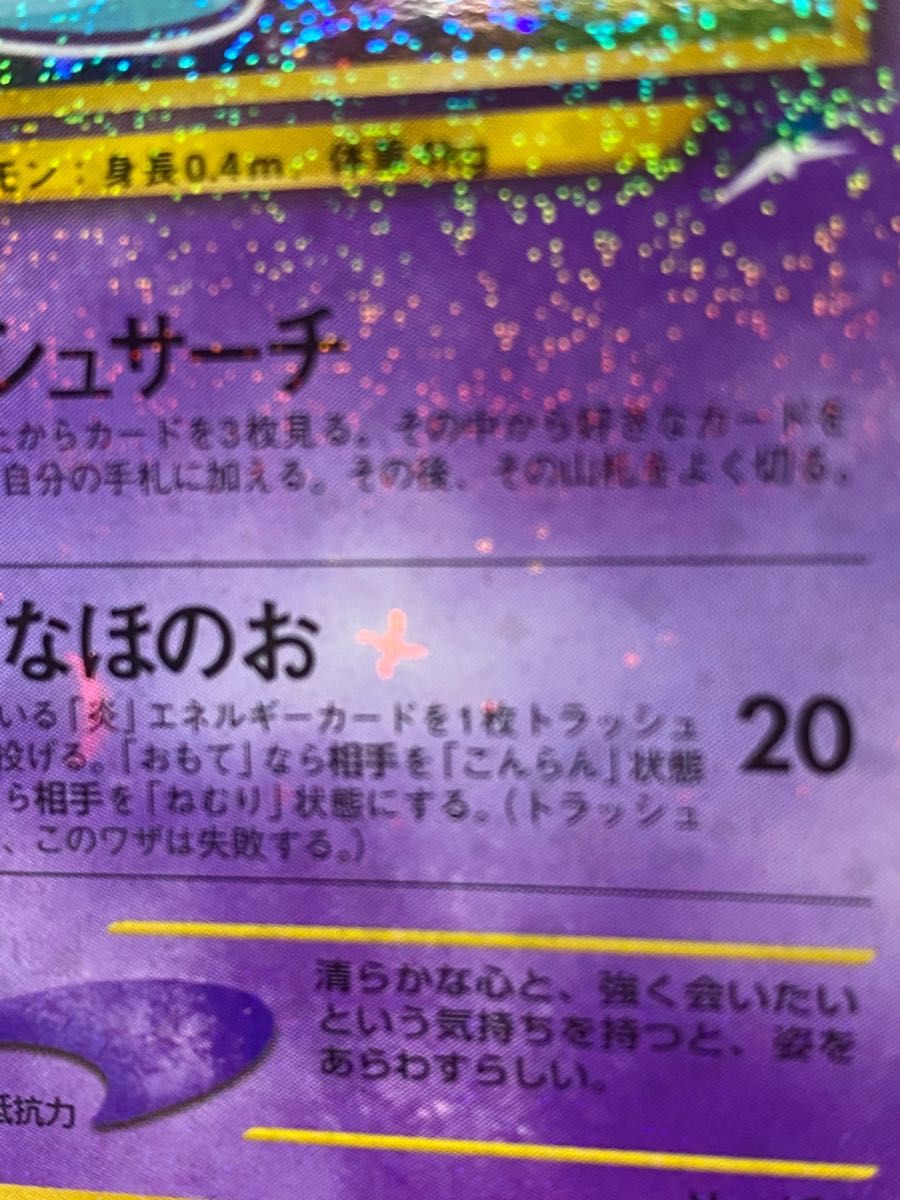 モン：身長0.4m、体重4kg
シュサーチ
上からカードを3枚見る。その中から好きなカードを
自分の手札に加える。その後、その山札をよく切る。
なほのお
いる「炎」エネルギーカードを1枚トラッシュ
投げる。「おもて」なら相手を「こんらん」状態
20
ら相手を「ねむり」状態にする。（トラッシュ
、このワザは失敗する。）
清らかな心と、強く会いたい
という気持ちを持つと、姿を
あらわすらしい。
抵抗力